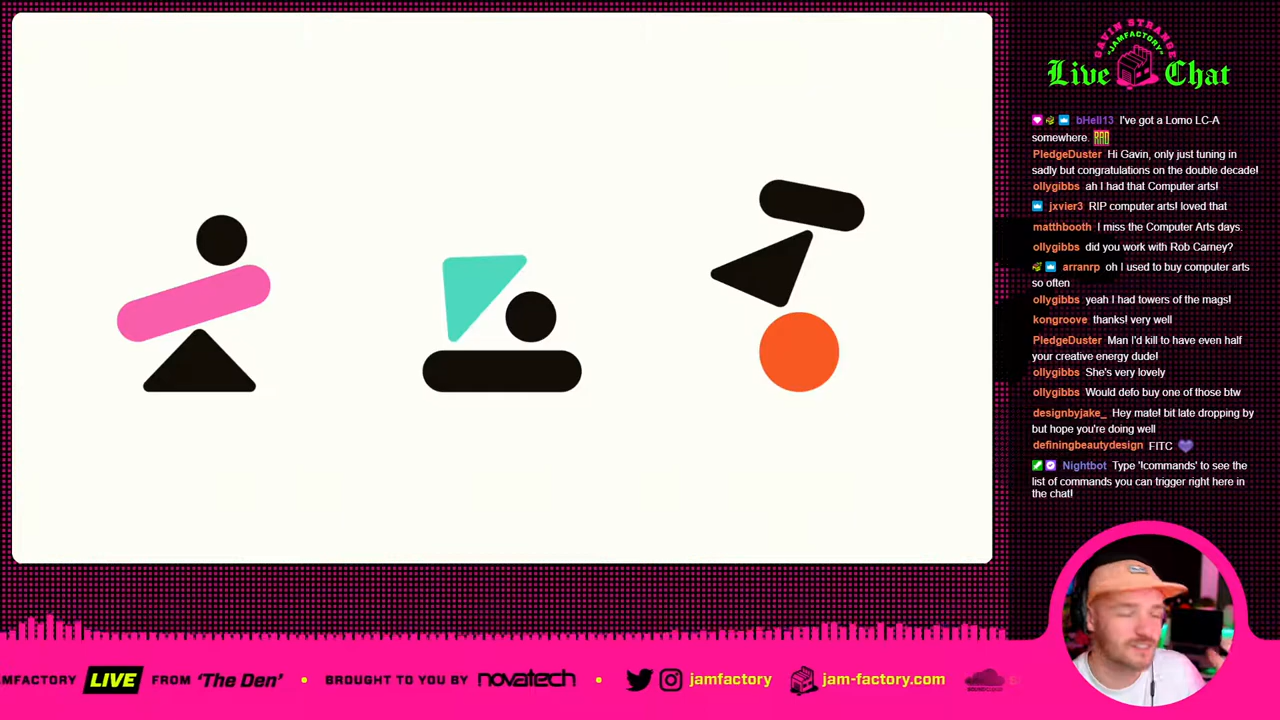 GAVIN STRANGE
"JAMFACTORY"
Live Chat
bHell13 I've got a Lomo LC-A
somewhere. RAD
PledgeDuster Hi Gavin, only just tuning in
sadly but congratulations on the double decade!
ollygibbs ah I had that Computer arts!
jxvier3 RIP computer arts! loved that
matthbooth I miss the Computer Arts days.
ollygibbs did you work with Rob Carney?
arranrp oh I used to buy computer arts
so often
ollygibbs yeah I had towers of the mags!
kongroove thanks! very well
PledgeDuster Man I'd kill to have even half
your creative energy dude!
ollygibbs She's very lovely
ollygibbs Would defo buy one of those btw
designbyjake_ Hey mate! bit late dropping by
but hope you're doing well
definingbeautydesign FITC
Nightbot Type '!commands' to see the
list of commands you can trigger right here in
the chat!
AMFACTORY LIVE FROM 'The Den' • BROUGHT TO YOU BY novatech • jamfactory jam-factory.com